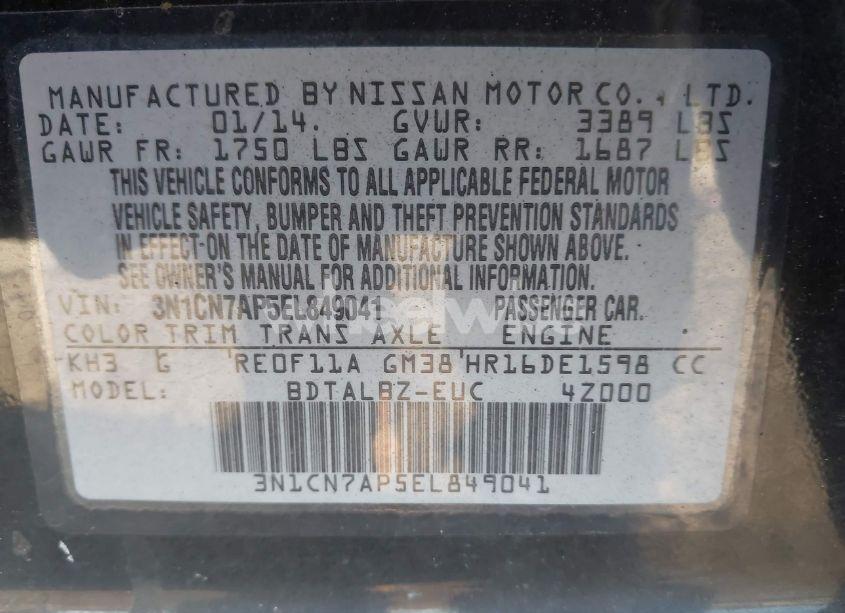 MANUFACTURED BY NISSAN MOTOR CO., LTD.
DATE: 01/14. GVWR: 3389 LBS
GAWR FR: 1750 LBS GAWR RR: 1687 LBS
THIS VEHICLE CONFORMS TO ALL APPLICABLE FEDERAL MOTOR
VEHICLE SAFETY, BUMPER AND THEFT PREVENTION STANDARDS
IN EFFECT ON THE DATE OF MANUFACTURE SHOWN ABOVE.
SEE OWNER'S MANUAL FOR ADDITIONAL INFORMATION.
VIN: 3N1CN7AP5EL849041 PASSENGER CAR.
COLOR TRIM TRANS AXLE ENGINE
KH3 G RE0F11A GM38 HR16DE1598 CC
MODEL: BDTALBZ-EUC 4Z000
3N1CN7AP5EL849041